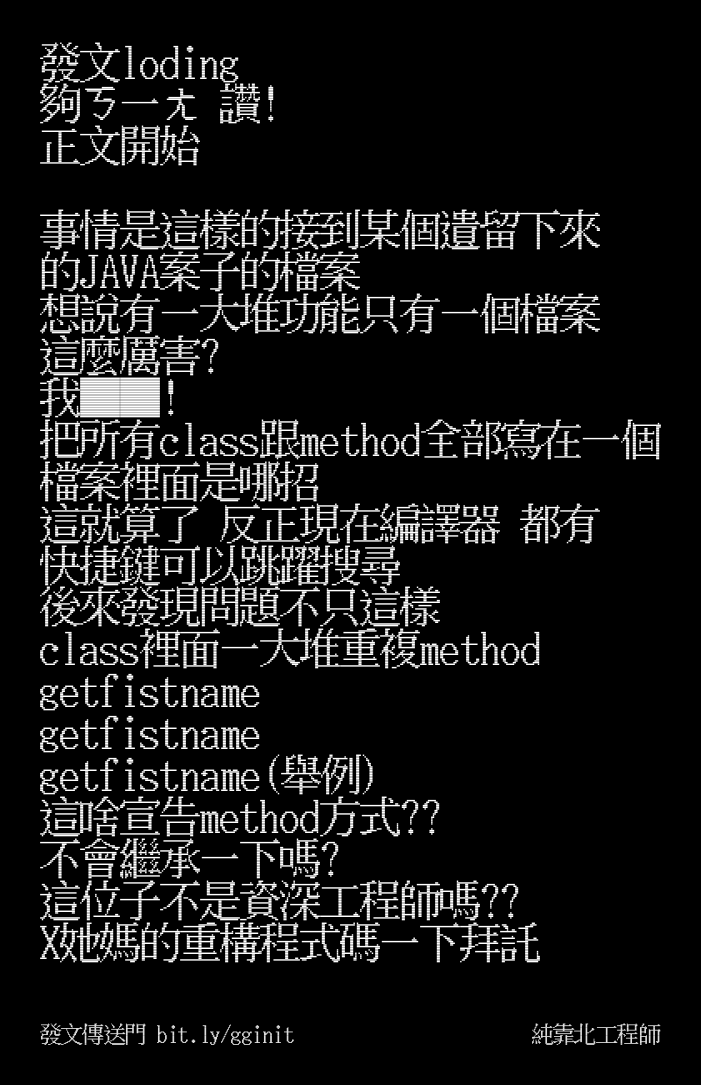 發文loding
夠ㄎㄧㄤ 讚!
正文開始
事情是這樣的接到某個遺留下來
的JAVA案子的檔案
想說有一大堆功能只有一個檔案
這麼厲害?
我▓▓▓▓!
把所有class跟method全部寫在一個
檔案裡面是哪招
這就算了 反正現在編譯器 都有
快捷鍵可以跳躍搜尋
後來發現問題不只這樣
class裡面一大堆重複method
getfistname
getfistname
getfistname(舉例)
這啥宣告method方式??
不會繼承一下嗎?
這位子不是資深工程師嗎??
X她媽的重構程式碼一下拜託
發文傳送門 bit.ly/gginit
純靠北工程師